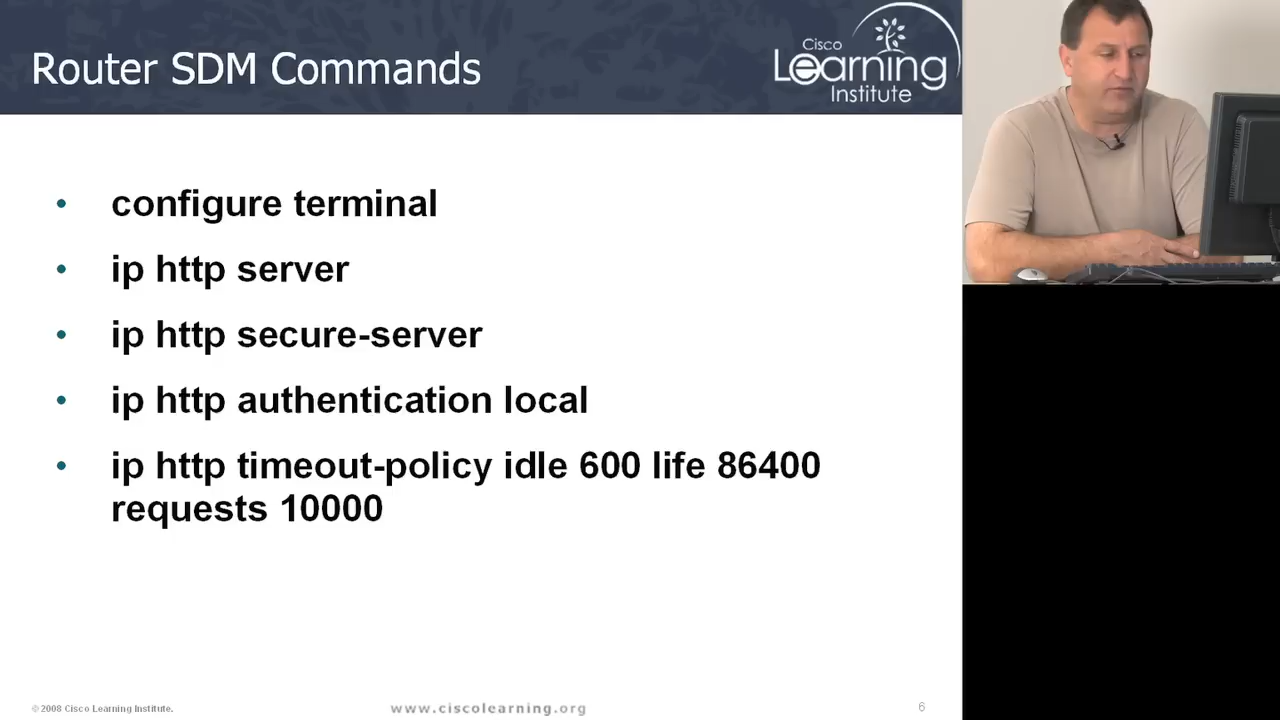 Router SDM Commands
Cisco
Learning
Institute
• configure terminal
• ip http server
• ip http secure-server
• ip http authentication local
• ip http timeout-policy idle 600 life 86400
requests 10000
© 2008 Cisco Learning Institute.
www.ciscolearning.org
6